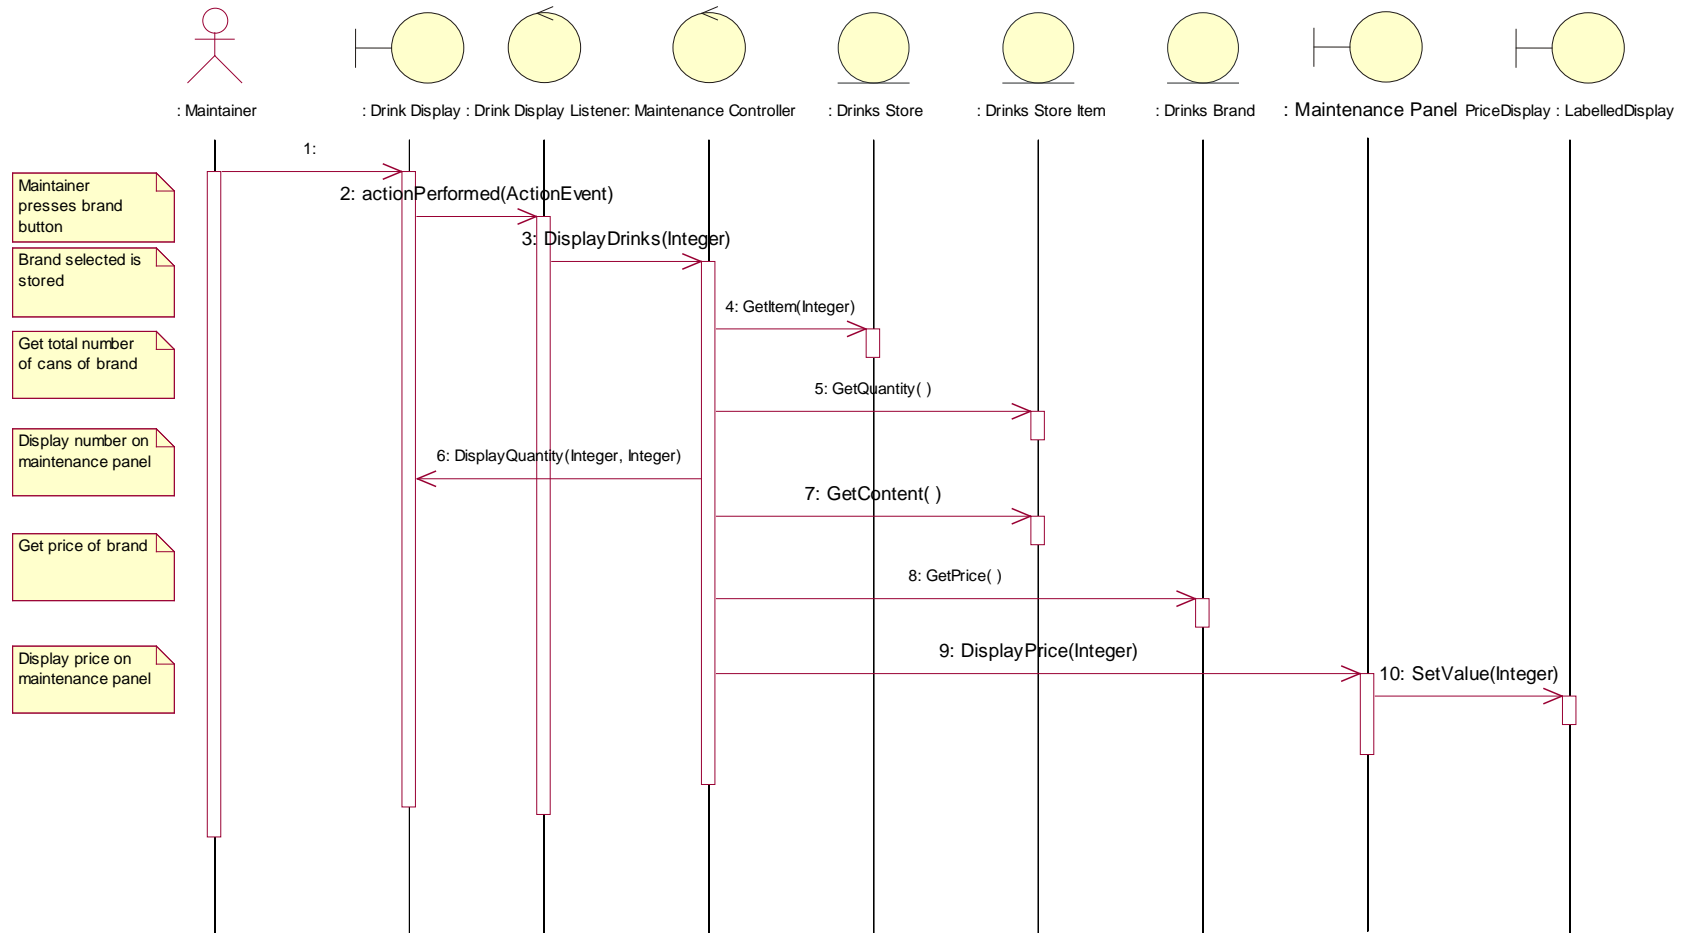 : Maintainer
: Drink Display
: Drink Display Listener
: Maintenance Controller
: Drinks Store
: Drinks Store Item
: Drinks Brand
: Maintenance Panel
PriceDisplay : LabelledDisplay
1:
Maintainer
presses brand
button
2: actionPerformed(ActionEvent)
3: DisplayDrinks(Integer)
Brand selected is
stored
4: GetItem(Integer)
Get total number
of cans of brand
5: GetQuantity( )
Display number on
maintenance panel
6: DisplayQuantity(Integer, Integer)
7: GetContent( )
Get price of brand
8: GetPrice( )
Display price on
maintenance panel
9: DisplayPrice(Integer)
10: SetValue(Integer)